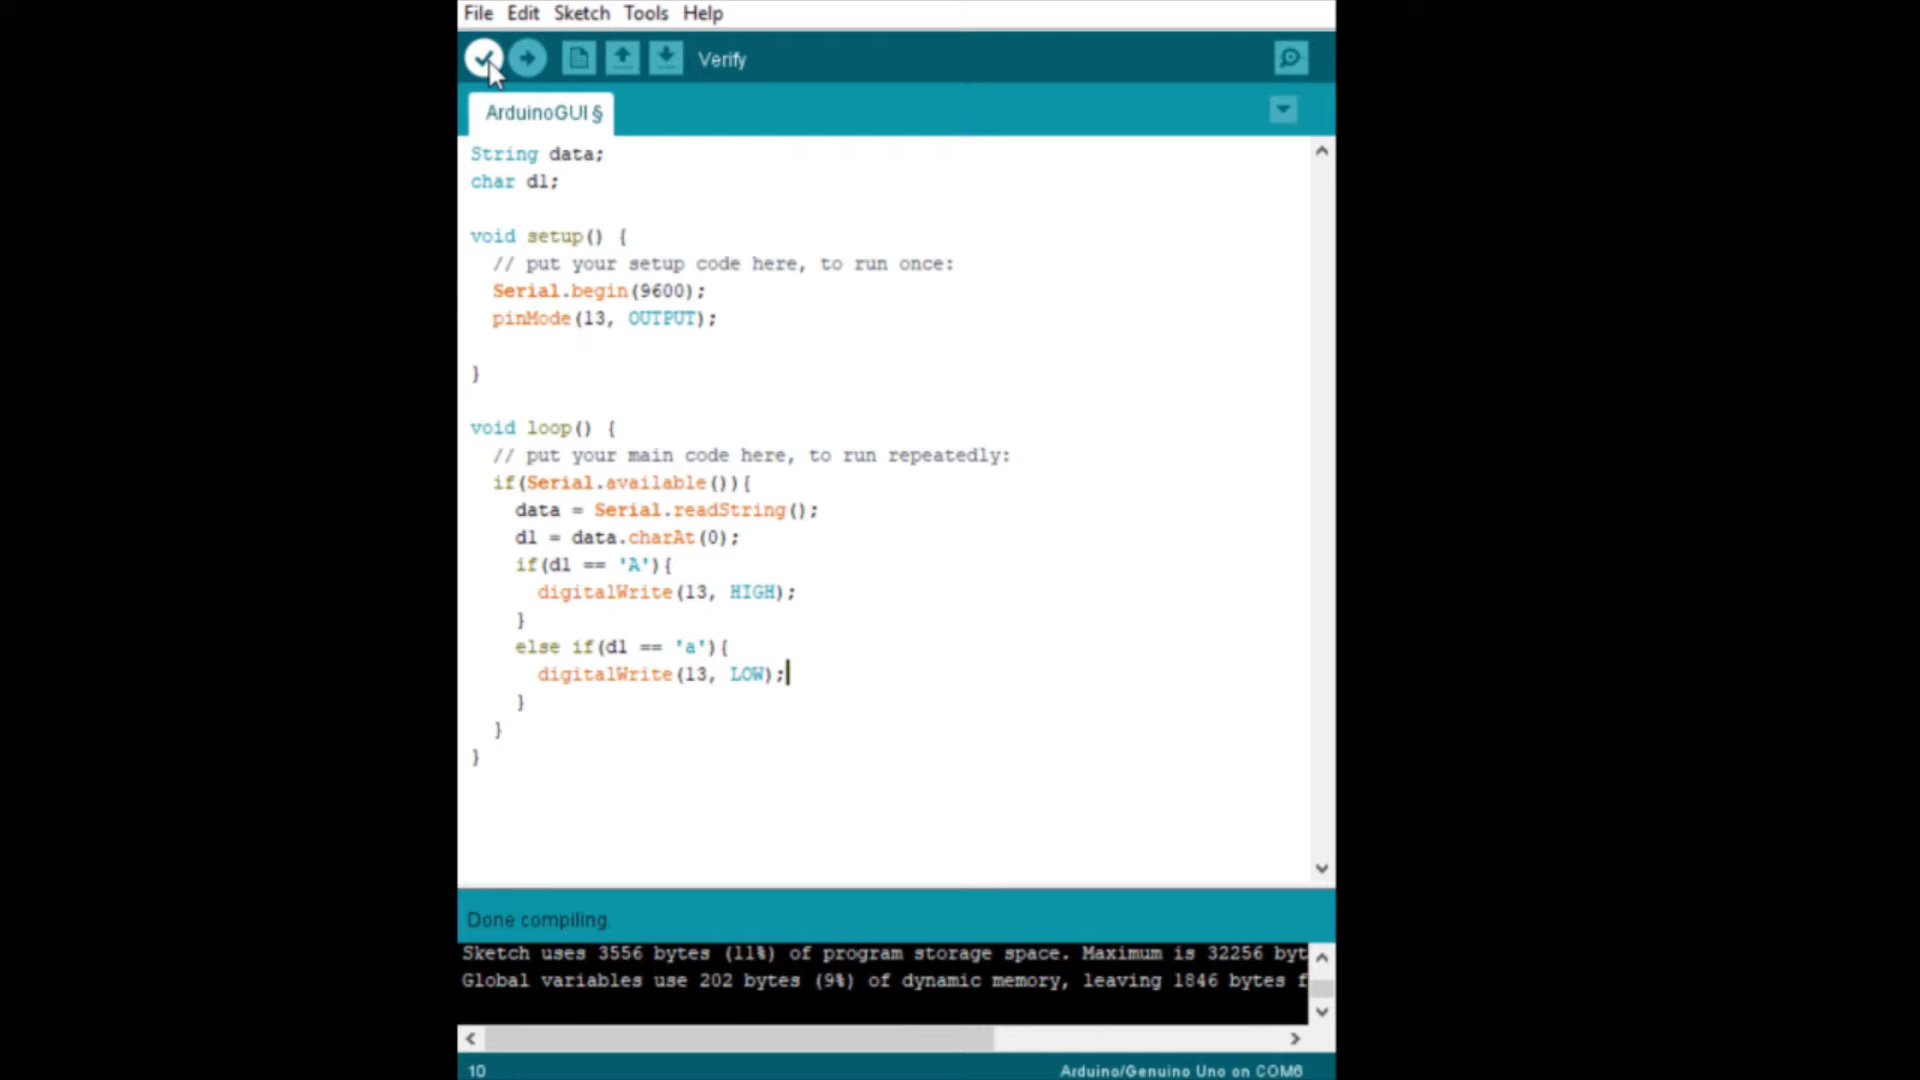 File Edit Sketch Tools Help
Verify
ArduinoGUI §
String data;
char d1;
void setup() {
// put your setup code here, to run once:
Serial.begin(9600);
pinMode(13, OUTPUT);
}
void loop() {
// put your main code here, to run repeatedly:
if(Serial.available()){
data = Serial.readString();
d1 = data.charAt(0);
if(d1 == 'A'){
digitalWrite(13, HIGH);
}
else if(d1 == 'a'){
digitalWrite(13, LOW);
}
}
}
Done compiling.
Sketch uses 3556 bytes (11%) of program storage space. Maximum is 32256 byt
Global variables use 202 bytes (9%) of dynamic memory, leaving 1846 bytes f
10 Arduino/Genuino Uno on COM6